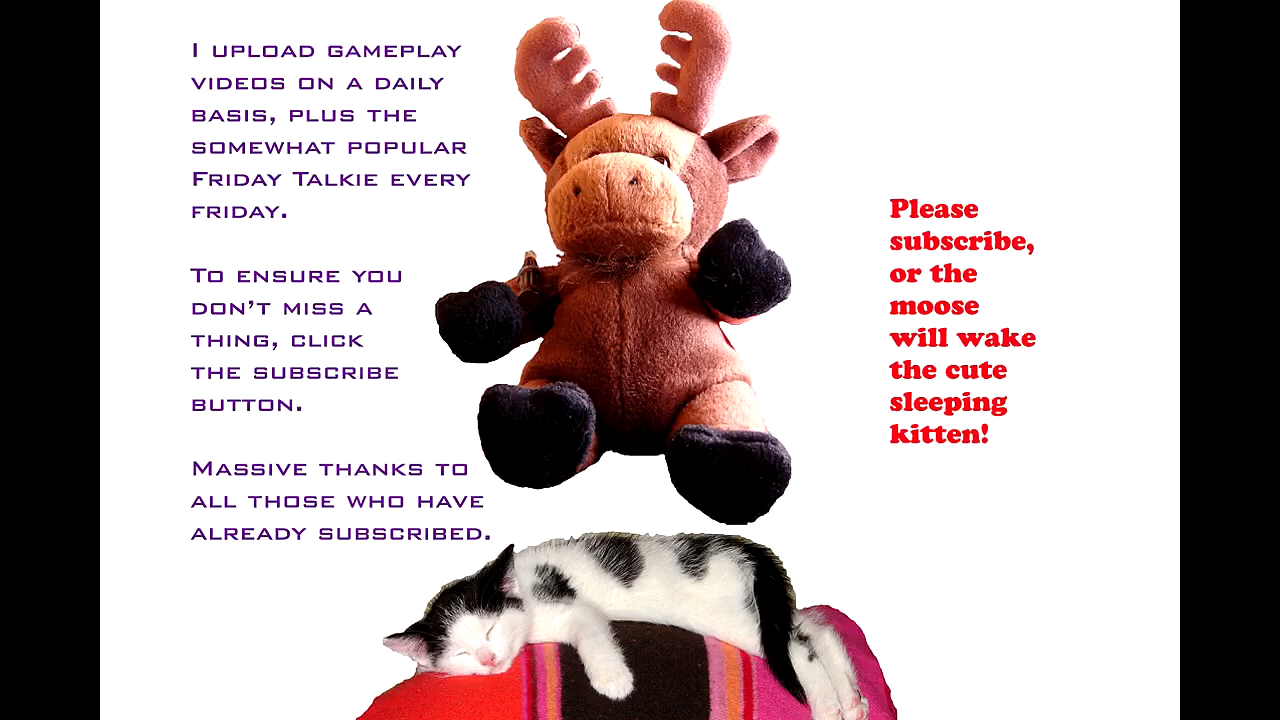 I upload gameplay
videos on a daily
basis, plus the
somewhat popular
Friday Talkie every
friday.
To ensure you
don't miss a
thing, click
the subscribe
button.
Massive thanks to
all those who have
already subscribed.
Please
subscribe,
or the
moose
will wake
the cute
sleeping
kitten!